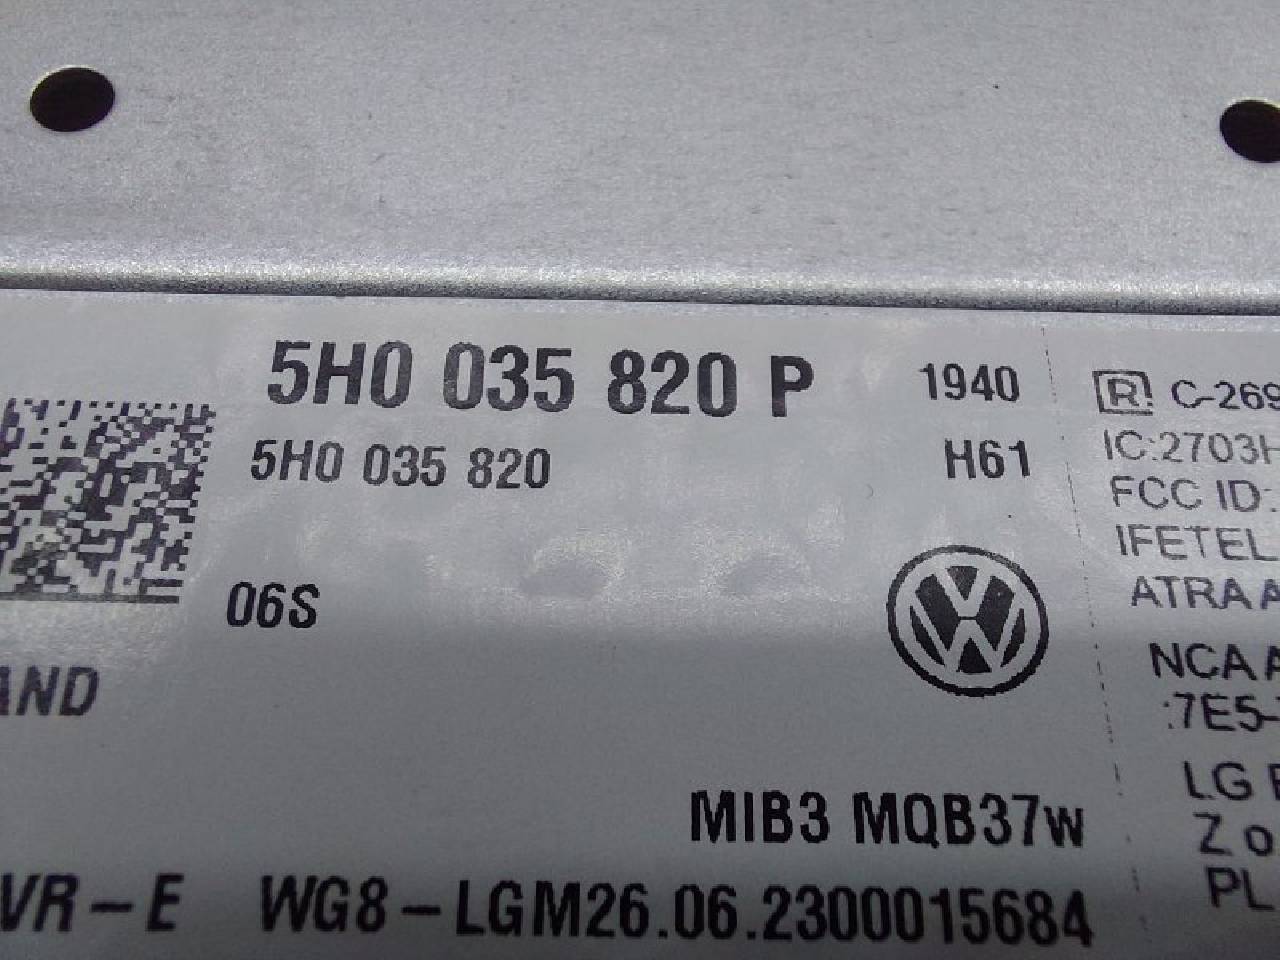 5H0 035 820 P
1940
5H0 035 820
H61
06S
AND
MIB3 MQB37w
VR-E WG8-LGM26.06.2300015684
R C-269
IC:2703H
FCC ID:
IFETEL
ATRA A
NCA A
:7E5-
LG
Zo
PL